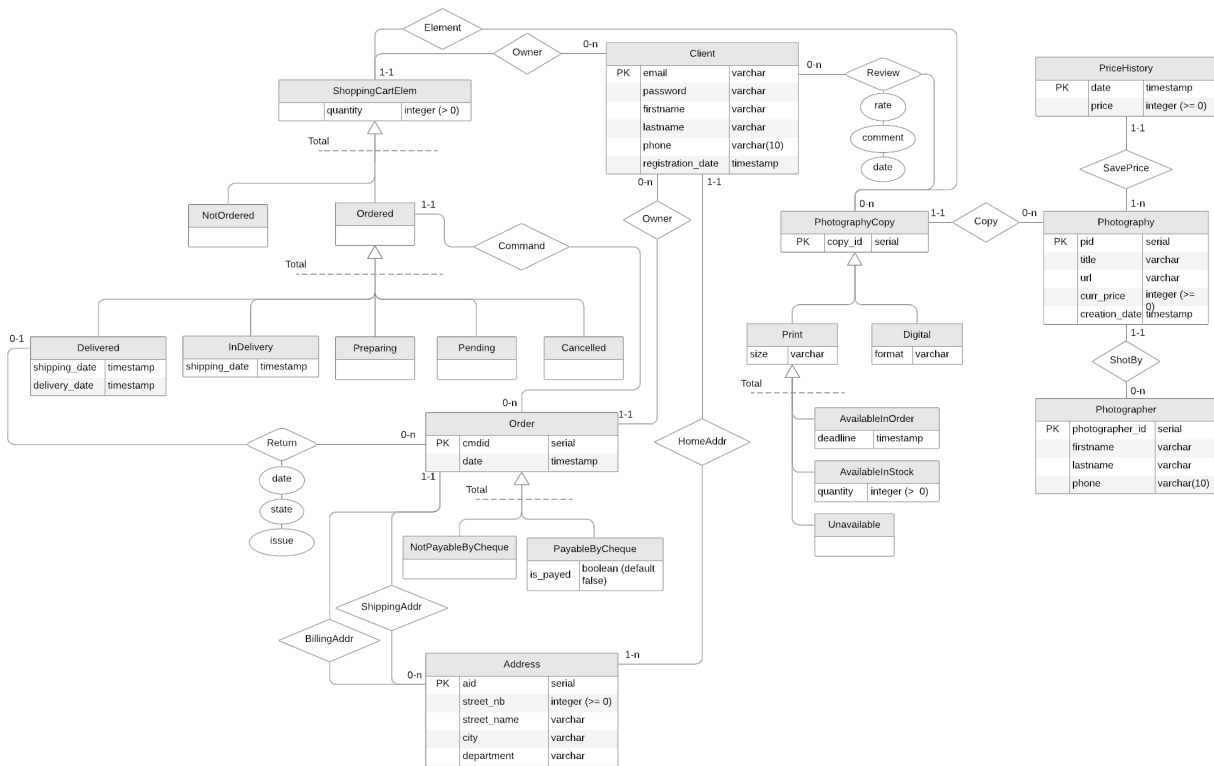 Element
Owner
0-n
1-1
ShoppingCartElem
quantity integer (> 0)
Total
Client
PK email varchar
password varchar
firstname varchar
lastname varchar
phone varchar(10)
registration_date timestamp
0-n
Review
rate
comment
date
PriceHistory
PK date timestamp
price integer (>= 0)
1-1
SavePrice
1-n
NotOrdered
Ordered
1-1
Command
Total
0-n
1-1
Owner
0-n
PhotographyCopy
PK copy_id serial
1-1
Copy
0-n
Photography
PK pid serial
title varchar
url varchar
curr_price integer (>= 0)
creation_date timestamp
1-1
ShotBy
0-n
Photographer
PK photographer_id serial
firstname varchar
lastname varchar
phone varchar(10)
0-1
Delivered
shipping_date timestamp
delivery_date timestamp
InDelivery
shipping_date timestamp
Preparing
Pending
Cancelled
Print
size varchar
Digital
format varchar
Total
AvailableInOrder
deadline timestamp
AvailableInStock
quantity integer (> 0)
Unavailable
0-n
1-1
Order
PK cmdid serial
date timestamp
0-n
1-1
Return
date
state
issue
HomeAddr
Total
NotPayableByCheque
PayableByCheque
is_payed boolean (default
false)
ShippingAddr
BillingAddr
0-n
1-n
Address
PK aid serial
street_nb integer (>= 0)
street_name varchar
city varchar
department varchar